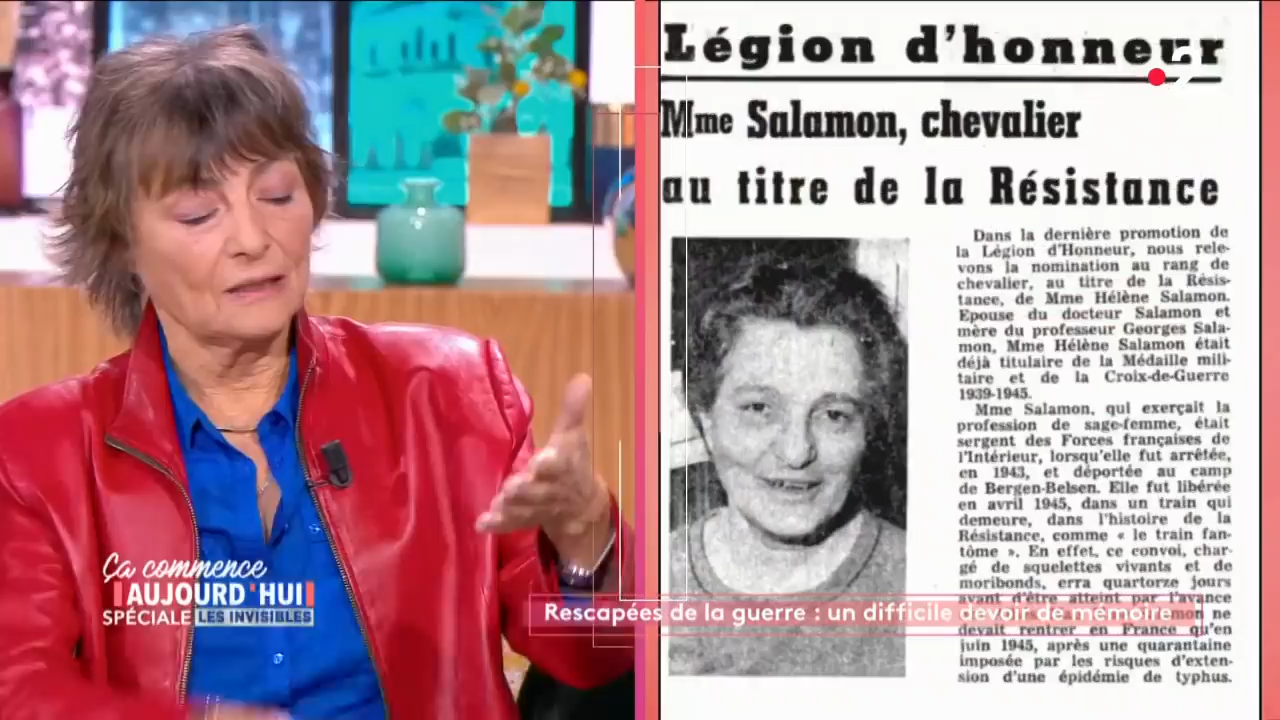 Légion d'honneur
Mme Salamon, chevalier
au titre de la Résistance
Dans la dernière promotion de
la Légion d'Honneur, nous rele-
vons la nomination au rang de
chevalier, au titre de la Résis-
tance, de Mme Hélène Salamon.
Epouse du docteur Salamon et
mère du professeur Georges Sala-
mon, Mme Hélène Salamon était
déjà titulaire de la Médaille mili-
taire et de la Croix-de-Guerre
1939-1945.
Mme Salamon, qui exerçait la
profession de sage-femme, était
sergent des Forces françaises de
l'Intérieur, lorsqu'elle fut arrêtée,
en 1943, et déportée au camp
de Bergen-Belsen. Elle fut libérée
en avril 1945, dans un train qui
demeure, dans l'histoire de la
Résistance, comme « le train fan-
tôme ». En effet, ce convoi, char-
gé de squelettes vivants et de
moribonds, erra quatorze jours
avant d'être atteint par l'avance
ne
devait rentrer en France qu'en
juin 1945, après une quarantaine
imposée par les risques d'exten-
sion d'une épidémie de typhus.
2
Ça commence
AUJOURD'HUI
SPÉCIALE LES INVISIBLES
Rescapées de la guerre : un difficile devoir de mémoire